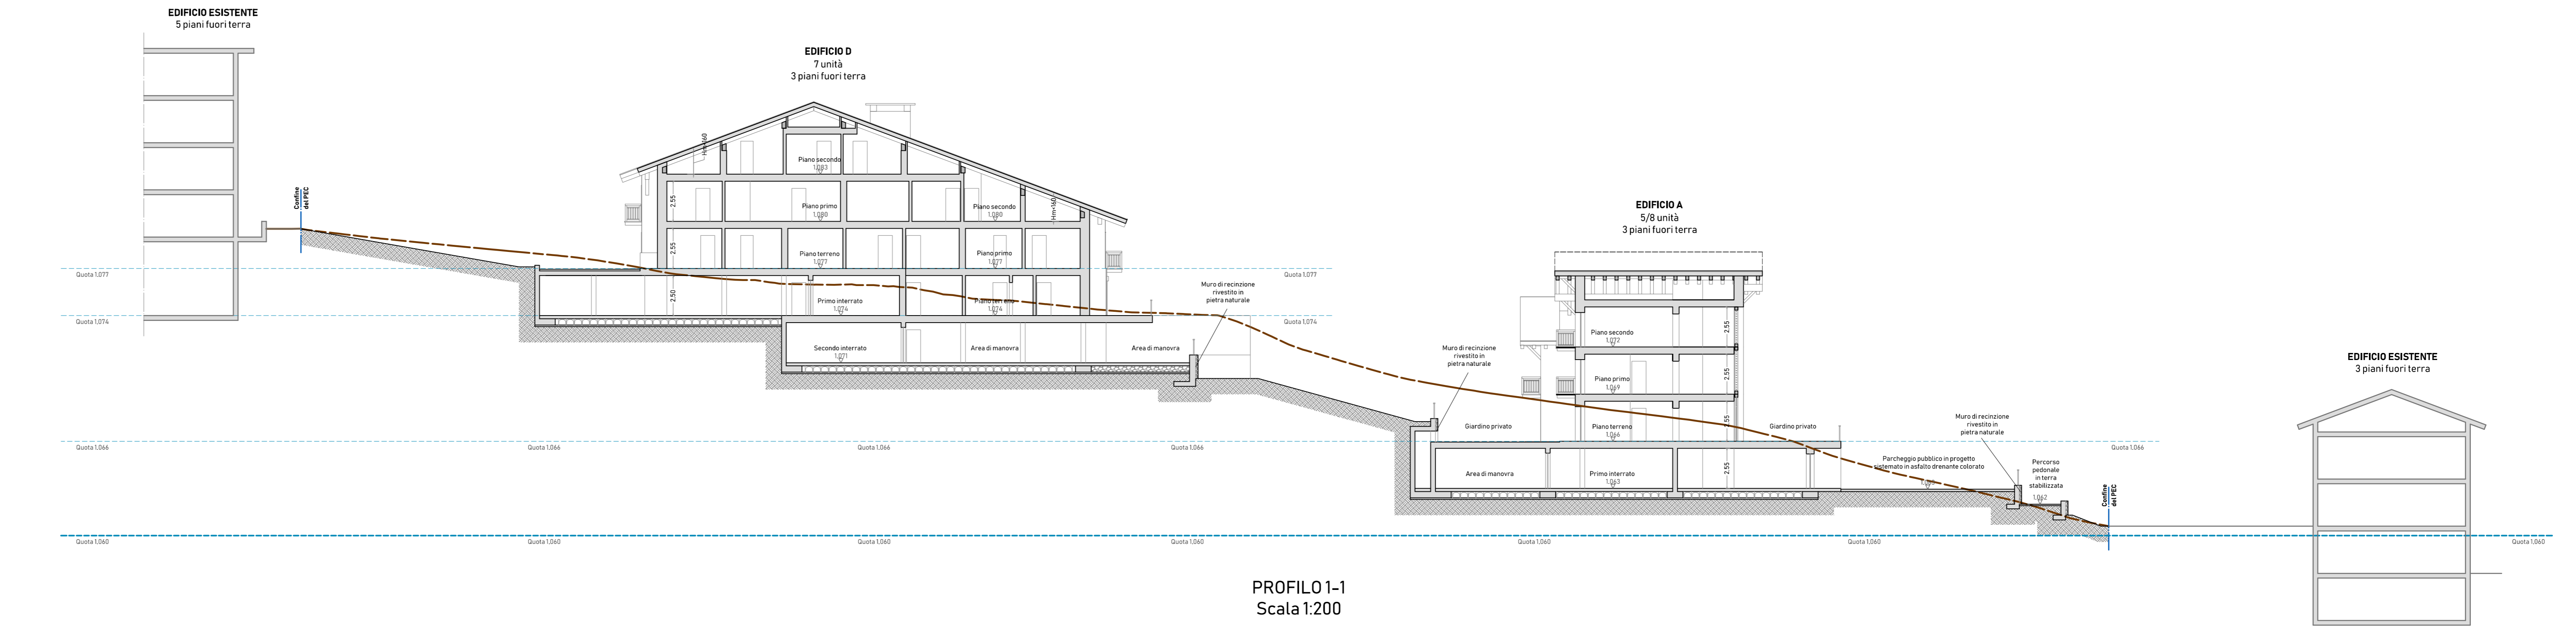 EDIFICIO ESISTENTE
5 piani fuori terra
EDIFICIO D
7 unità
3 piani fuori terra
Confine
del PEC
Hm>160
Piano secondo
1,083
2.55
Piano primo
1,080
Piano secondo
1,080
Hm>160
2.55
Piano terreno
1,077
Piano primo
1,077
Quota 1,077
Quota 1,077
2.50
Primo interrato
1,074
1,074
Quota 1,074
Quota 1,074
Muro di recinzione
rivestito in
pietra naturale
Secondo interrato
1,071
Area di manovra
Area di manovra
EDIFICIO A
5/8 unità
3 piani fuori terra
Piano secondo
1,072
2.55
Muro di recinzione
rivestito in
pietra naturale
Piano primo
1,069
2.55
Giardino privato
Piano terreno
1,066
2.55
Giardino privato
Quota 1,066
Quota 1,066
Quota 1,066
Quota 1,066
Quota 1,066
Area di manovra
Primo interrato
1,063
2.55
Muro di recinzione
rivestito in
pietra naturale
Parcheggio pubblico in progetto
sistemato in asfalto drenante colorato
Percorso
pedonale
in terra
stabilizzata
1,062
Confine
del PEC
EDIFICIO ESISTENTE
3 piani fuori terra
Quota 1,060
Quota 1,060
Quota 1,060
Quota 1,060
Quota 1,060
Quota 1,060
Quota 1,060
PROFILO 1-1
Scala 1:200